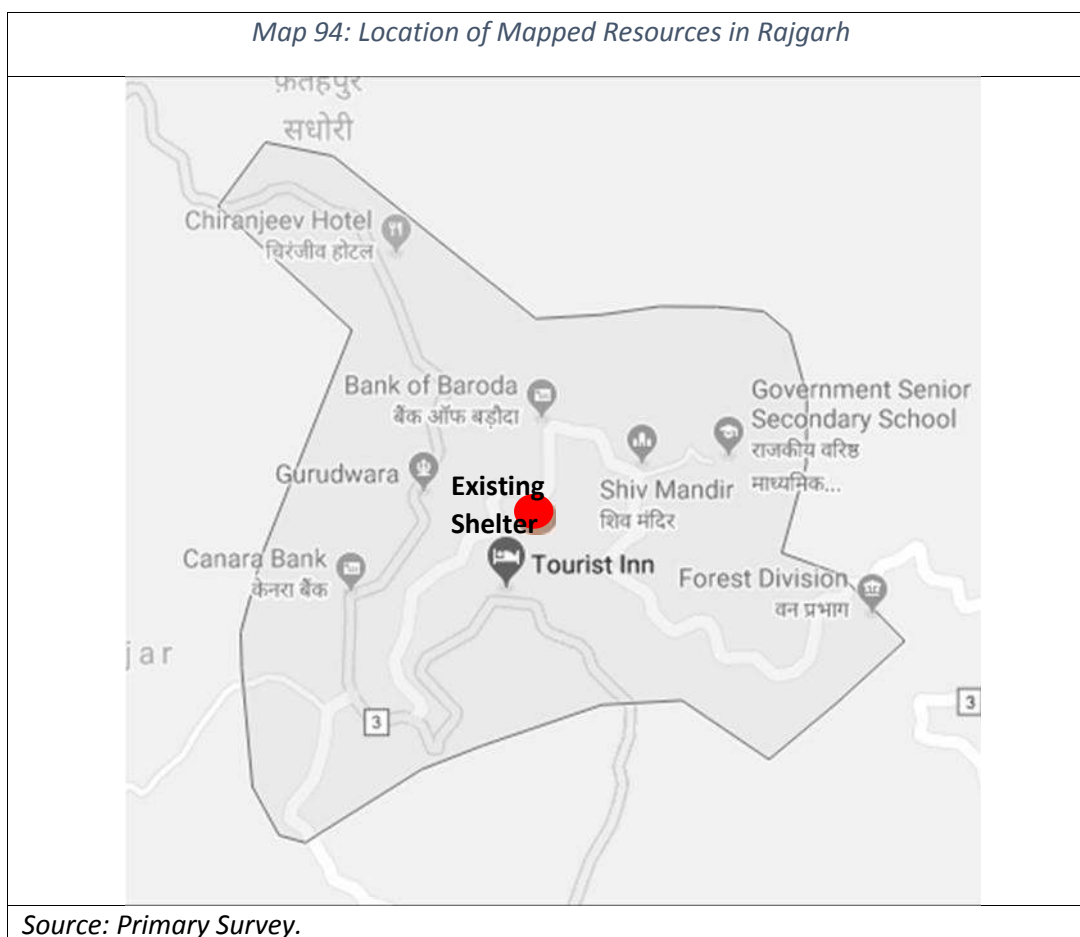 Map 94: Location of Mapped Resources in Rajgarh
फ़तेहपुर
सधोरी
Chiranjeev Hotel
चिरंजीव होटल
Bank of Baroda
बैंक ऑफ बड़ौदा
Government Senior
Secondary School
राजकीय वरिष्ठ
माध्यमिक...
Gurudwara
Existing
Shelter
Shiv Mandir
शिव मंदिर
Canara Bank
केनरा बैंक
Tourist Inn
Forest Division
वन प्रभाग
jar
3
3
Source: Primary Survey.